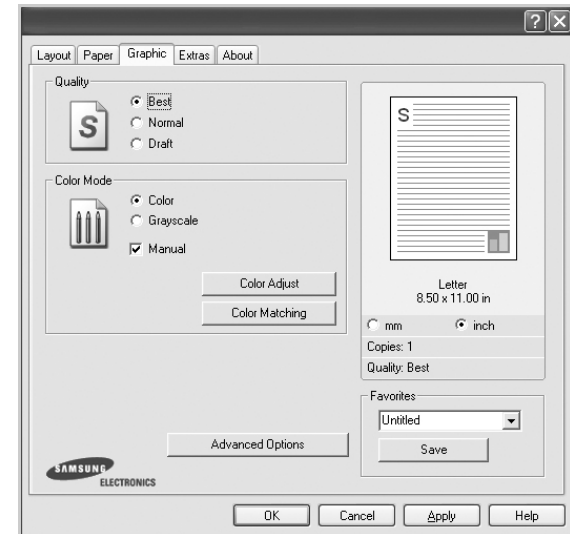 Layout Paper Graphic Extras About
Quality
Best
Normal
Draft
S
Color Mode
Color
Grayscale
Manual
Color Adjust
Color Matching
Advanced Options
SAMSUNG
ELECTRONICS
S
Letter
8.50 x 11.00 in
mm inch
Copies: 1
Quality: Best
Favorites
Untitled
Save
OK Cancel Apply Help